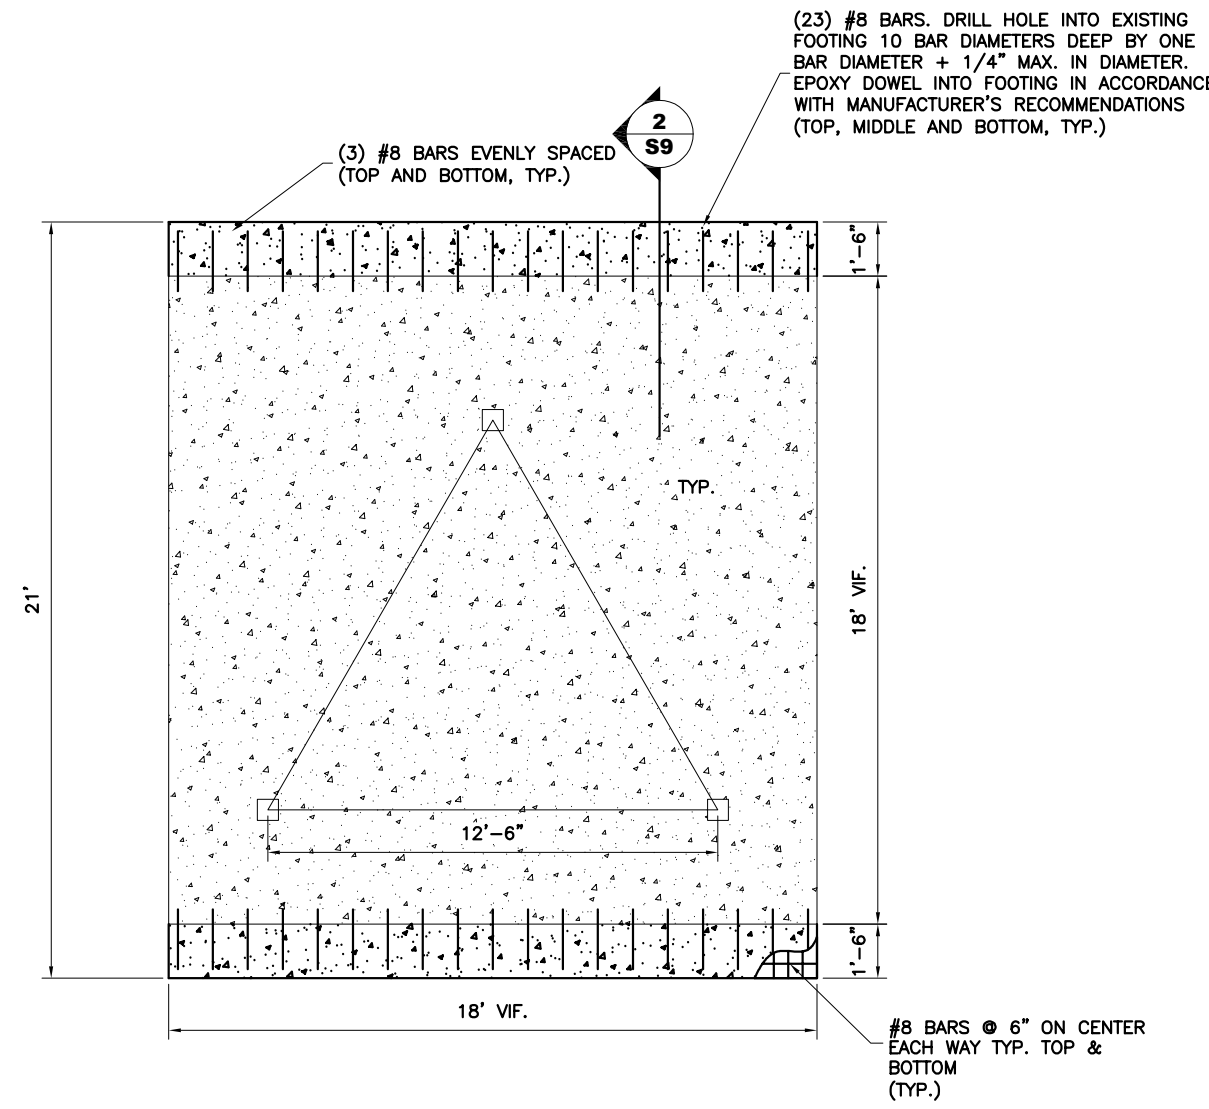 (23) #8 BARS. DRILL HOLE INTO EXISTING
FOOTING 10 BAR DIAMETERS DEEP BY ONE
BAR DIAMETER + 1/4" MAX. IN DIAMETER.
EPOXY DOWEL INTO FOOTING IN ACCORDANCE
WITH MANUFACTURER'S RECOMMENDATIONS
(TOP, MIDDLE AND BOTTOM, TYP.)
2
S9
(3) #8 BARS EVENLY SPACED
(TOP AND BOTTOM, TYP.)
1'-6"
TYP.
21'
18' VIF.
12'-6"
1'-6"
18' VIF.
#8 BARS @ 6" ON CENTER
EACH WAY TYP. TOP &
BOTTOM
(TYP.)